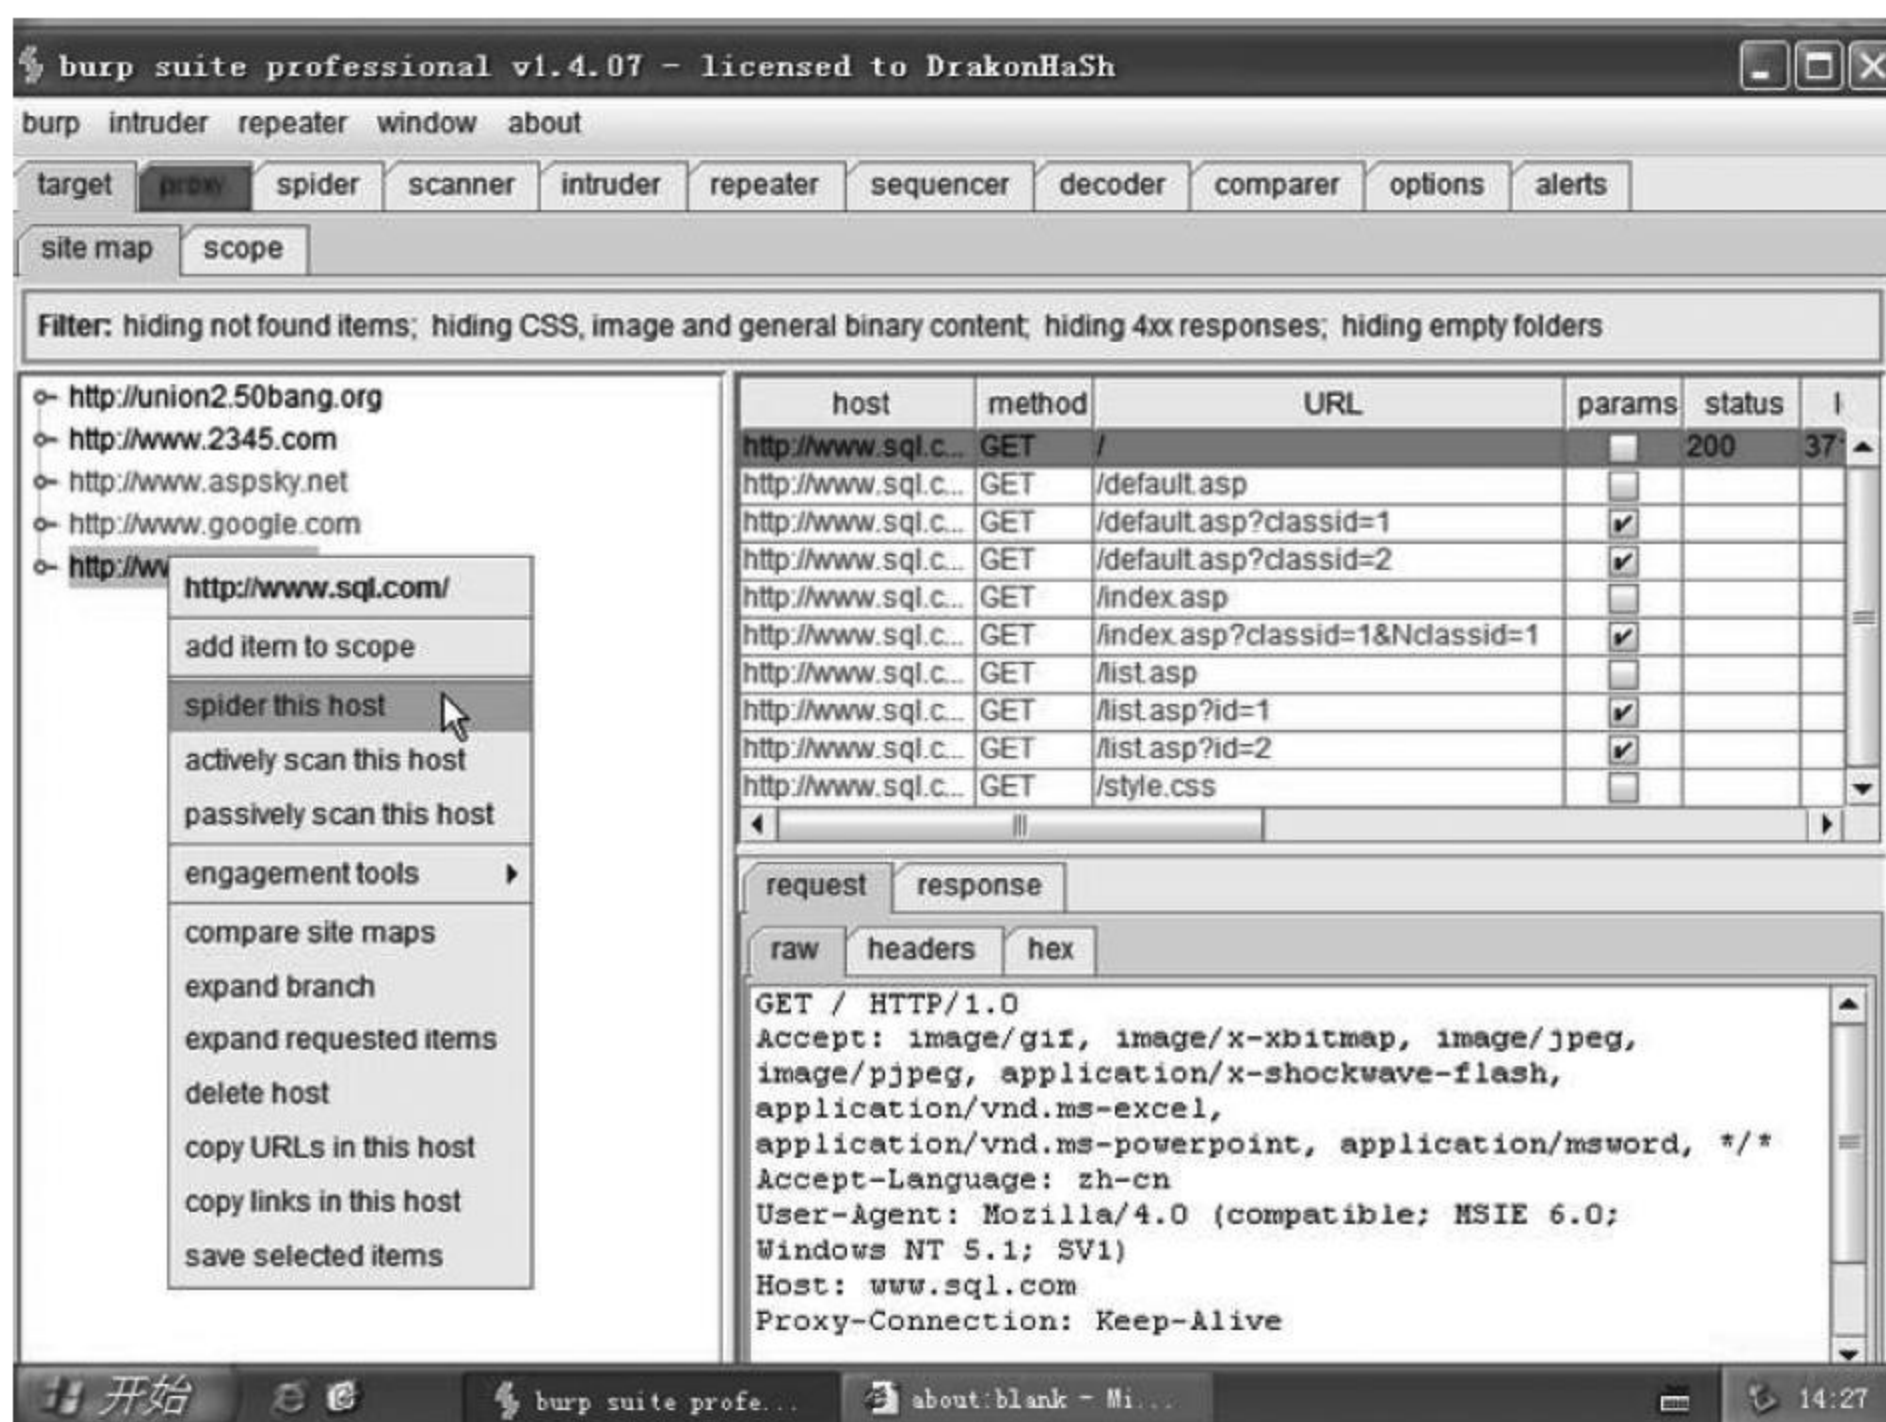 burp suite professional v1.4.07 - licensed to DrakonHaSh
burp intruder repeater window about
target proxy spider scanner intruder repeater sequencer decoder comparer options alerts
site map scope
Filter: hiding not found items; hiding CSS, image and general binary content; hiding 4xx responses; hiding empty folders
http://union2.50bang.org
http://www.2345.com
http://www.aspsky.net
http://www.google.com
http://www.sql.com/
add item to scope
spider this host
actively scan this host
passively scan this host
engagement tools
compare site maps
expand branch
expand requested items
delete host
copy URLs in this host
copy links in this host
save selected items
host method URL params status
http://www.sql.c... GET / 200
http://www.sql.c... GET /default.asp
http://www.sql.c... GET /default.asp?classid=1
http://www.sql.c... GET /default.asp?classid=2
http://www.sql.c... GET /index.asp
http://www.sql.c... GET /index.asp?classid=1&Nclassid=1
http://www.sql.c... GET /list.asp
http://www.sql.c... GET /list.asp?id=1
http://www.sql.c... GET /list.asp?id=2
http://www.sql.c... GET /style.css
request response
raw headers hex
GET / HTTP/1.0
Accept: image/gif, image/x-xbitmap, image/jpeg,
image/pjpeg, application/x-shockwave-flash,
application/vnd.ms-excel,
application/vnd.ms-powerpoint, application/msword, */*
Accept-Language: zh-cn
User-Agent: Mozilla/4.0 (compatible; MSIE 6.0;
Windows NT 5.1; SV1)
Host: www.sql.com
Proxy-Connection: Keep-Alive
开始 burp suite profe... about:blank - Mi... 14:27